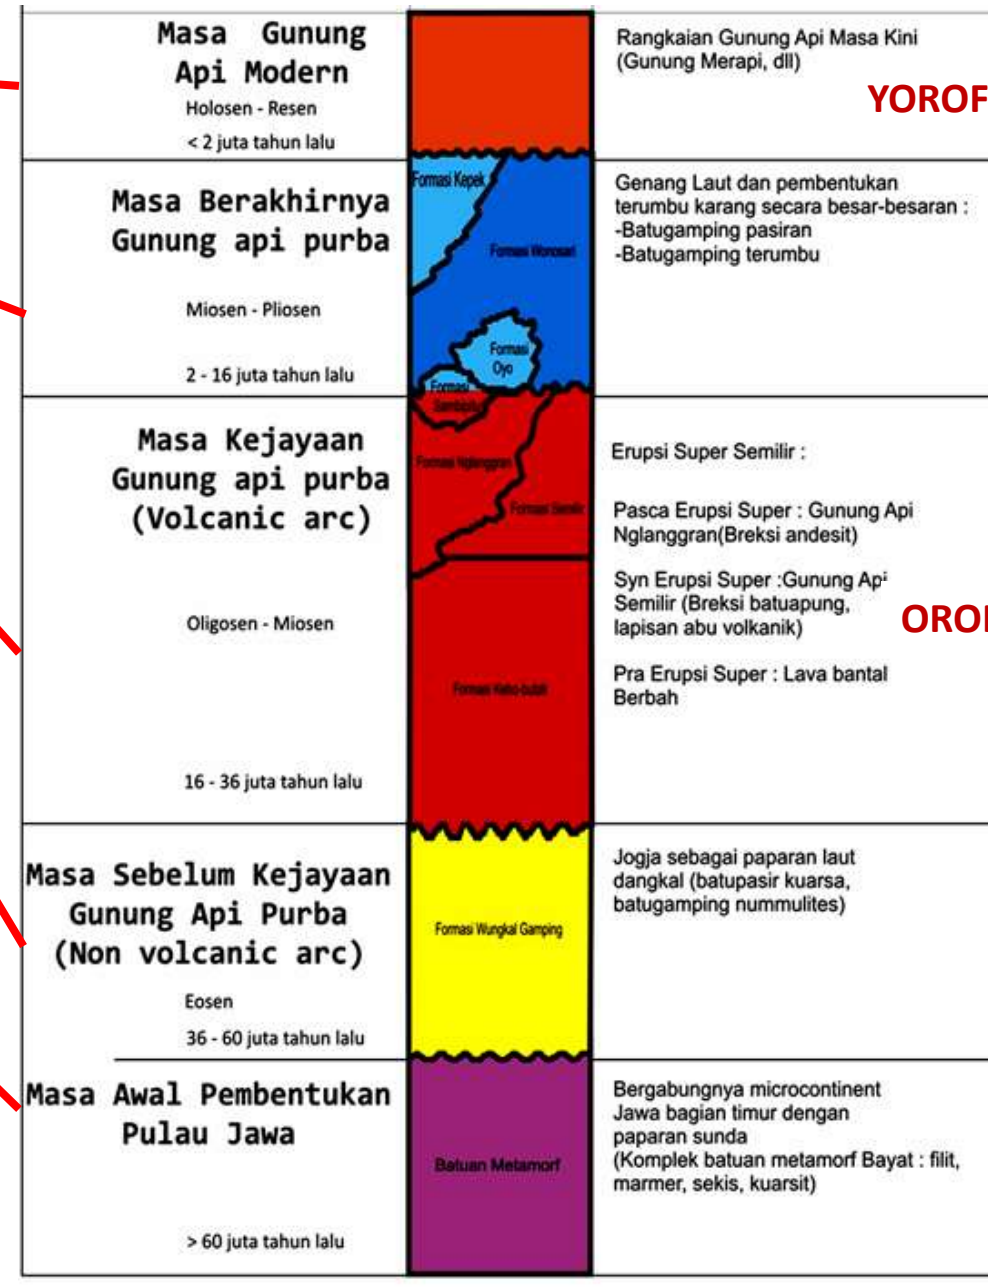 Masa Gunung
Api Modern
Holosen - Resen
< 2 juta tahun lalu
Rangkaian Gunung Api Masa Kini
(Gunung Merapi, dll)
YOROF
Masa Berakhirnya
Gunung api purba
Miosen - Pliosen
2 - 16 juta tahun lalu
Formasi Kepek
Formasi Wonosari
Formasi
Oyo
Formasi
Genang Laut dan pembentukan
terumbu karang secara besar-besaran :
-Batugamping pasiran
-Batugamping terumbu
Masa Kejayaan
Gunung api purba
(Volcanic arc)
Oligosen - Miosen
16 - 36 juta tahun lalu
Formasi Nglanggran
Formasi Semilir
Formasi
Erupsi Super Semilir :
Pasca Erupsi Super : Gunung Api
Nglanggran(Breksi andesit)
Syn Erupsi Super :Gunung Api
Semilir (Breksi batuapung,
lapisan abu volkanik)
OROF
Pra Erupsi Super : Lava bantal
Berbah
Masa Sebelum Kejayaan
Gunung Api Purba
(Non volcanic arc)
Eosen
36 - 60 juta tahun lalu
Formasi Wungkal Gamping
Jogja sebagai paparan laut
dangkal (batupasir kuarsa,
batugamping nummulites)
Masa Awal Pembentukan
Pulau Jawa
> 60 juta tahun lalu
Batuan Metamorf
Bergabungnya microcontinent
Jawa bagian timur dengan
paparan sunda
(Komplek batuan metamorf Bayat : filit,
marmer, sekis, kuarsit)